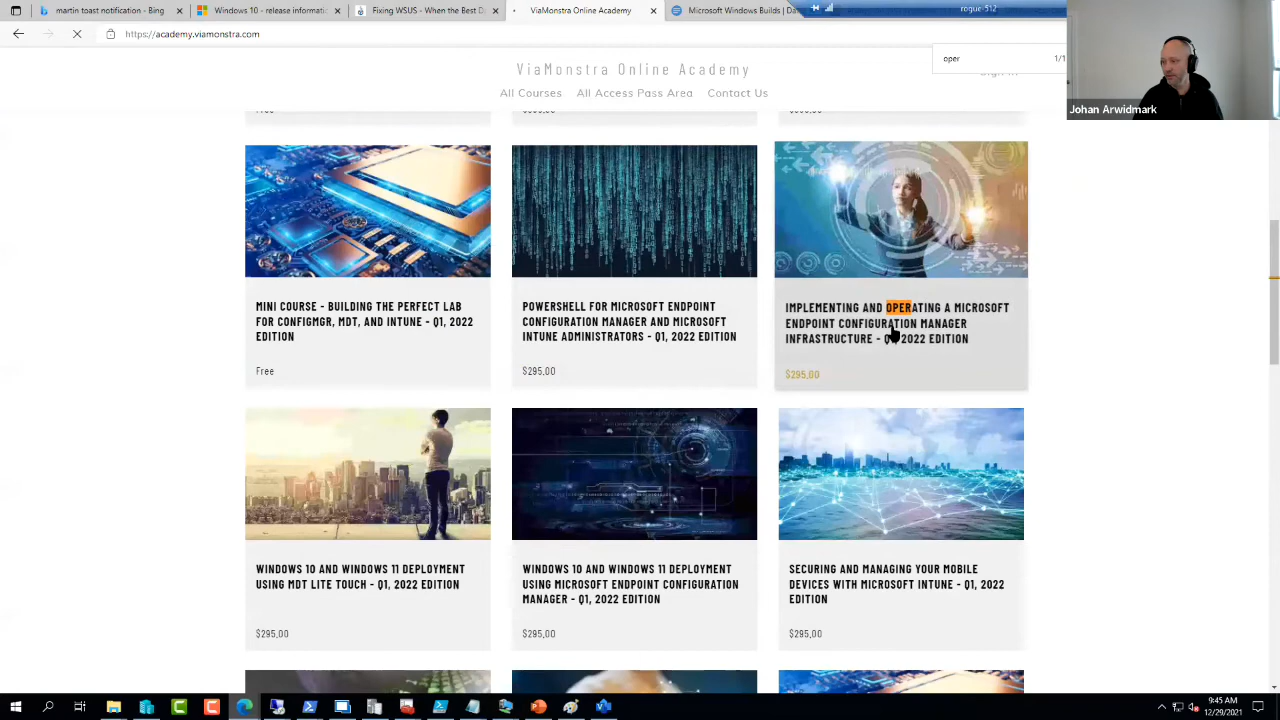 Windows 10 - release informati
Fixing WSUS - When the Best D
ViaMonstra Online Academy
Microsoft Windows Builds | Da
rogue-512
https://academy.viamonstra.com
oper
1/1
ViaMonstra Online Academy
Sign In
All Courses
All Access Pass Area
Contact Us
Johan Arwidmark
MINI COURSE - BUILDING THE PERFECT LAB
FOR CONFIGMGR, MDT, AND INTUNE - Q1, 2022
EDITION
Free
POWERSHELL FOR MICROSOFT ENDPOINT
CONFIGURATION MANAGER AND MICROSOFT
INTUNE ADMINISTRATORS - Q1, 2022 EDITION
$295.00
IMPLEMENTING AND OPERATING A MICROSOFT
ENDPOINT CONFIGURATION MANAGER
INFRASTRUCTURE - Q1, 2022 EDITION
$295.00
WINDOWS 10 AND WINDOWS 11 DEPLOYMENT
USING MDT LITE TOUCH - Q1, 2022 EDITION
$295.00
WINDOWS 10 AND WINDOWS 11 DEPLOYMENT
USING MICROSOFT ENDPOINT CONFIGURATION
MANAGER - Q1, 2022 EDITION
$295.00
SECURING AND MANAGING YOUR MOBILE
DEVICES WITH MICROSOFT INTUNE - Q1, 2022
EDITION
$295.00
9:45 AM
12/29/2021